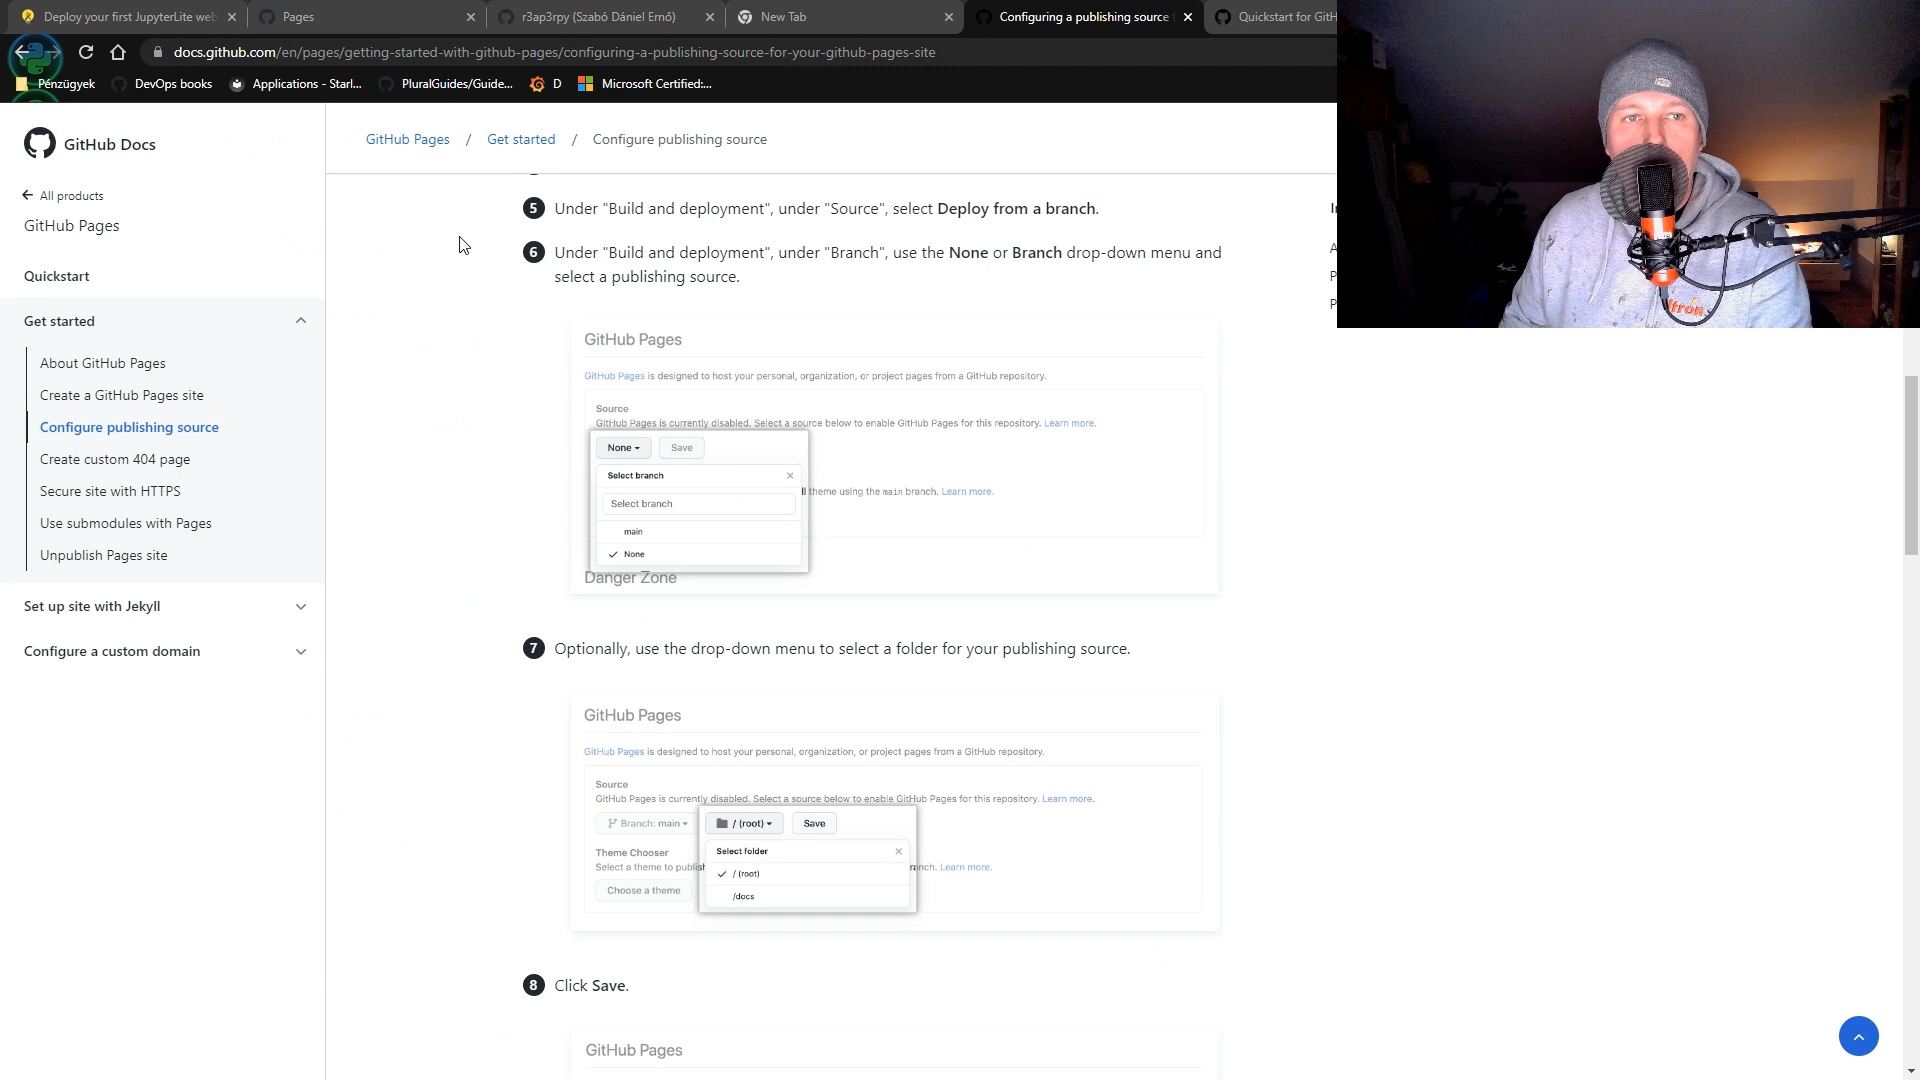 Deploy your first JupyterLite web
Pages
r3ap3rpy (Szabó Dániel Ernő)
New Tab
Configuring a publishing source
Quickstart for GitH
docs.github.com/en/pages/getting-started-with-github-pages/configuring-a-publishing-source-for-your-github-pages-site
Pénzügyek
DevOps books
Applications - Starl...
PluralGuides/Guide...
D
Microsoft Certified:...
GitHub Docs
All products
GitHub Pages
Quickstart
Get started
About GitHub Pages
Create a GitHub Pages site
Configure publishing source
Create custom 404 page
Secure site with HTTPS
Use submodules with Pages
Unpublish Pages site
Set up site with Jekyll
Configure a custom domain
GitHub Pages / Get started / Configure publishing source
5 Under "Build and deployment", under "Source", select Deploy from a branch.
6 Under "Build and deployment", under "Branch", use the None or Branch drop-down menu and
select a publishing source.
GitHub Pages
GitHub Pages is designed to host your personal, organization, or project pages from a GitHub repository.
Source
GitHub Pages is currently disabled. Select a source below to enable GitHub Pages for this repository. Learn more.
None Save
Select branch
theme using the main branch. Learn more.
Select branch
main
None
Danger Zone
7 Optionally, use the drop-down menu to select a folder for your publishing source.
GitHub Pages
GitHub Pages is designed to host your personal, organization, or project pages from a GitHub repository.
Source
GitHub Pages is currently disabled. Select a source below to enable GitHub Pages for this repository. Learn more.
Branch: main / (root) Save
Theme Chooser
Select folder
Select a theme to publis
ranch. Learn more.
/ (root)
Choose a theme
/docs
8 Click Save.
GitHub Pages